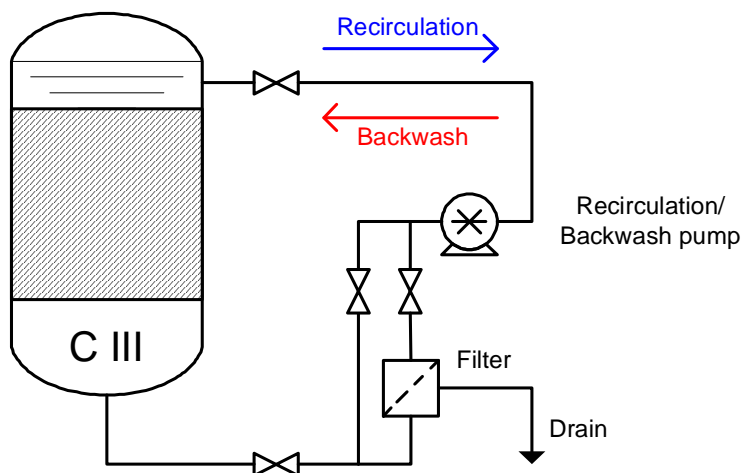 Recirculation
Backwash
Recirculation/
Backwash pump
C III
Filter
Drain